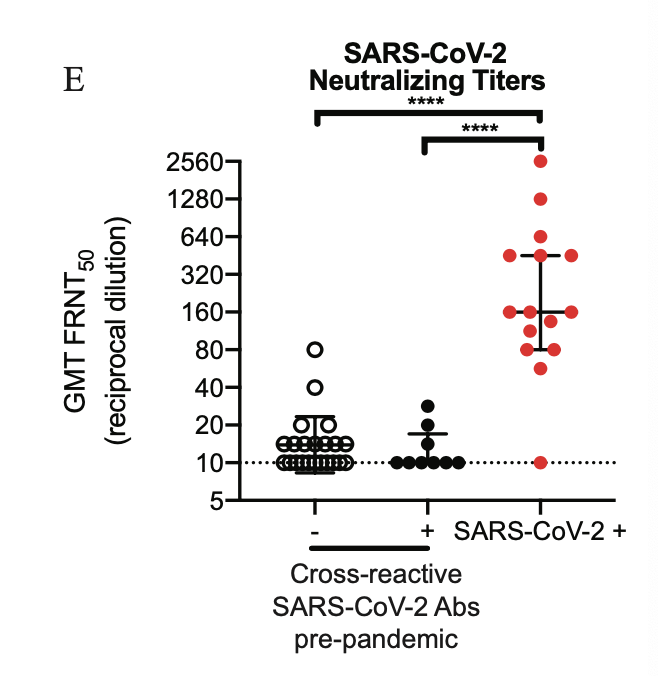 E
SARS-CoV-2
Neutralizing Titers
****
****
GMT FRNT50
(reciprocal dilution)
2560
1280
640
320
160
80
40
20
10
5
- + SARS-CoV-2 +
Cross-reactive
SARS-CoV-2 Abs
pre-pandemic